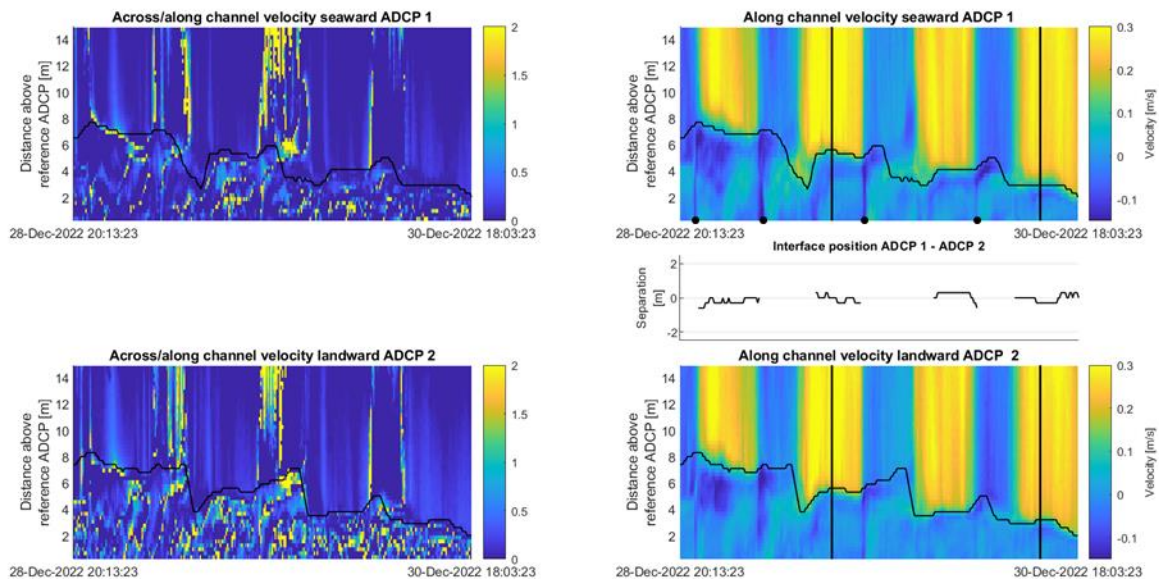 Across/along channel velocity seaward ADCP 1
Distance above
reference ADCP [m]
14
12
10
8
6
4
2
2
1.5
1
0.5
0
28-Dec-2022 20:13:23
30-Dec-2022 18:03:23
Along channel velocity seaward ADCP 1
Distance above
reference ADCP [m]
14
12
10
8
6
4
2
0.3
0.2
0.1
0
-0.1
Velocity [m/s]
28-Dec-2022 20:13:23
30-Dec-2022 18:03:23
Interface position ADCP 1 - ADCP 2
Separation
[m]
2
0
-2
Across/along channel velocity landward ADCP 2
Distance above
reference ADCP [m]
14
12
10
8
6
4
2
2
1.5
1
0.5
0
28-Dec-2022 20:13:23
30-Dec-2022 18:03:23
Along channel velocity landward ADCP 2
Distance above
reference ADCP [m]
14
12
10
8
6
4
2
0.3
0.2
0.1
0
-0.1
Velocity [m/s]
28-Dec-2022 20:13:23
30-Dec-2022 18:03:23